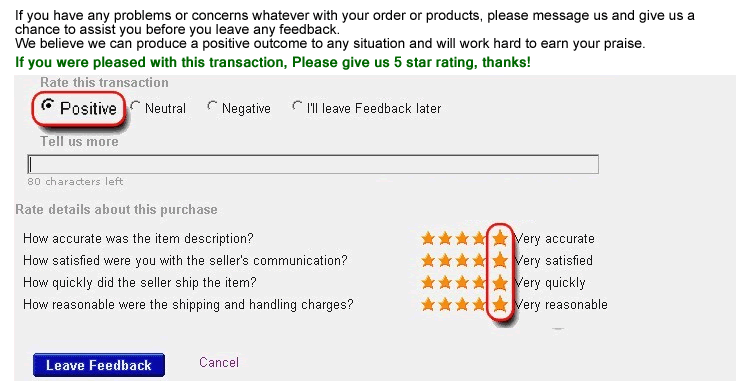 If you have any problems or concerns whatever with your order or products, please message us and give us a
chance to assist you before you leave any feedback.
We believe we can produce a positive outcome to any situation and will work hard to earn your praise.
If you were pleased with this transaction, Please give us 5 star rating, thanks!
Rate this transaction
Positive Neutral Negative I'll leave Feedback later
Tell us more
80 characters left
Rate details about this purchase
How accurate was the item description? Very accurate
How satisfied were you with the seller's communication? Very satisfied
How quickly did the seller ship the item? Very quickly
How reasonable were the shipping and handling charges? Very reasonable
Leave Feedback Cancel